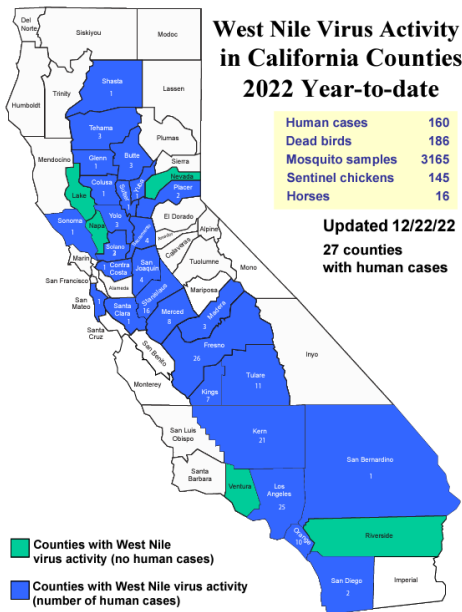 West Nile Virus Activity
in California Counties
2022 Year-to-date
Human cases 160
Dead birds 186
Mosquito samples 3165
Sentinel chickens 145
Horses 16
Updated 12/22/22
27 counties
with human cases
Del
Norte
Siskiyou
Modoc
Shasta
1
Lassen
Trinity
Humboldt
Tehama
3
Plumas
Mendocino
Glenn
1
Butte
3
Sierra
Nevada
Colusa
1
Yuba
Placer
2
Lake
Sonoma
1
Napa
Yolo
3
El Dorado
Alpine
Solano
4
Marin
Contra
Costa
1
San Francisco
Alameda
San
Joaquin
4
Calaveras
Tuolumne
Mono
San
Mateo
1
Santa
Clara
1
Stanislaus
16
Mariposa
Santa
Cruz
Merced
8
Madera
3
San Benito
Fresno
26
Inyo
Monterey
Kings
7
Tulare
11
San Luis
Obispo
Kern
21
San Bernardino
1
Santa
Barbara
Ventura
Los
Angeles
25
Orange
10
Riverside
San Diego
2
Imperial
Counties with West Nile
virus activity (no human cases)
Counties with West Nile virus activity
(number of human cases)